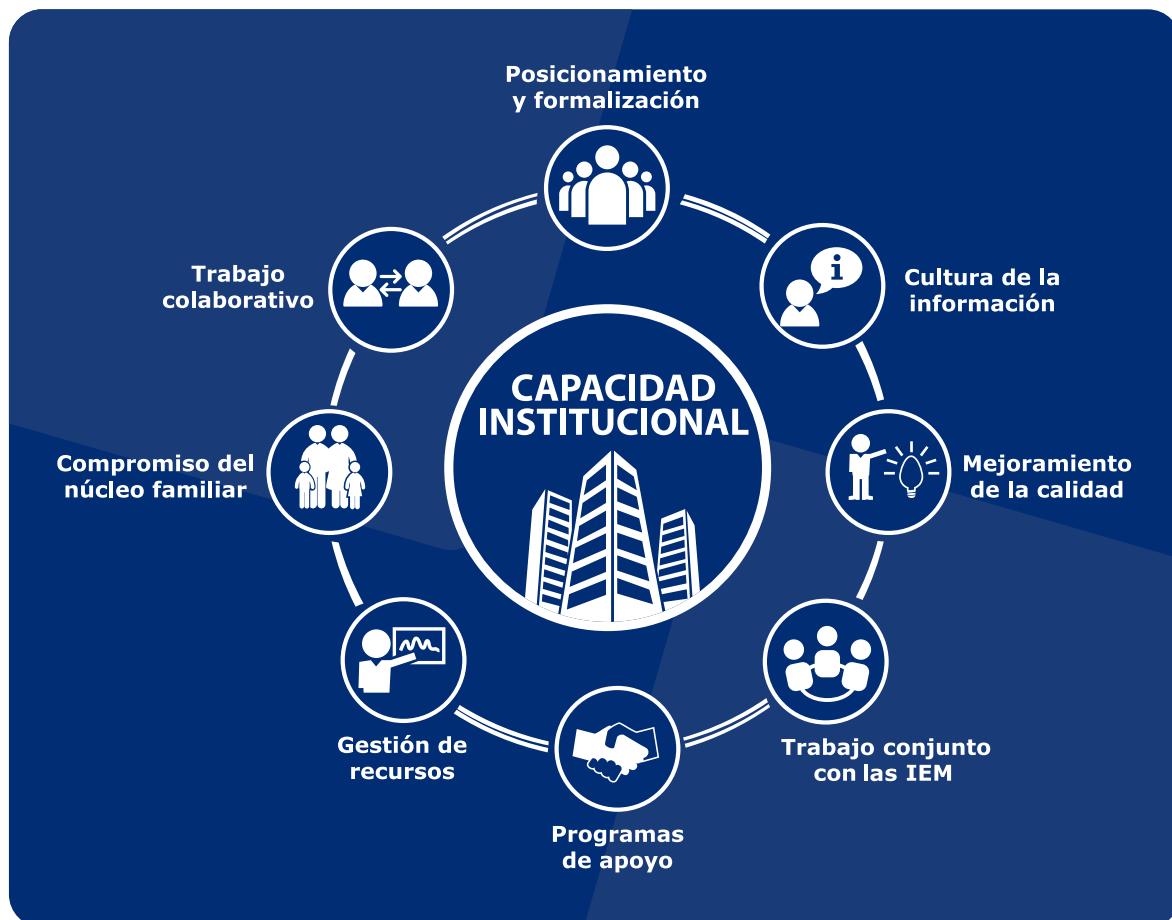 Posicionamiento
y formalización
Cultura de la
información
Mejoramiento
de la calidad
Trabajo conjunto
con las IEM
Programas
de apoyo
Gestión de
recursos
Compromiso del
núcleo familiar
Trabajo
colaborativo
CAPACIDAD
INSTITUCIONAL
i